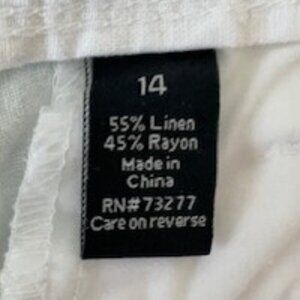 14
55% Linen
45% Rayon
Made in
China
RN#73277
Care on reverse